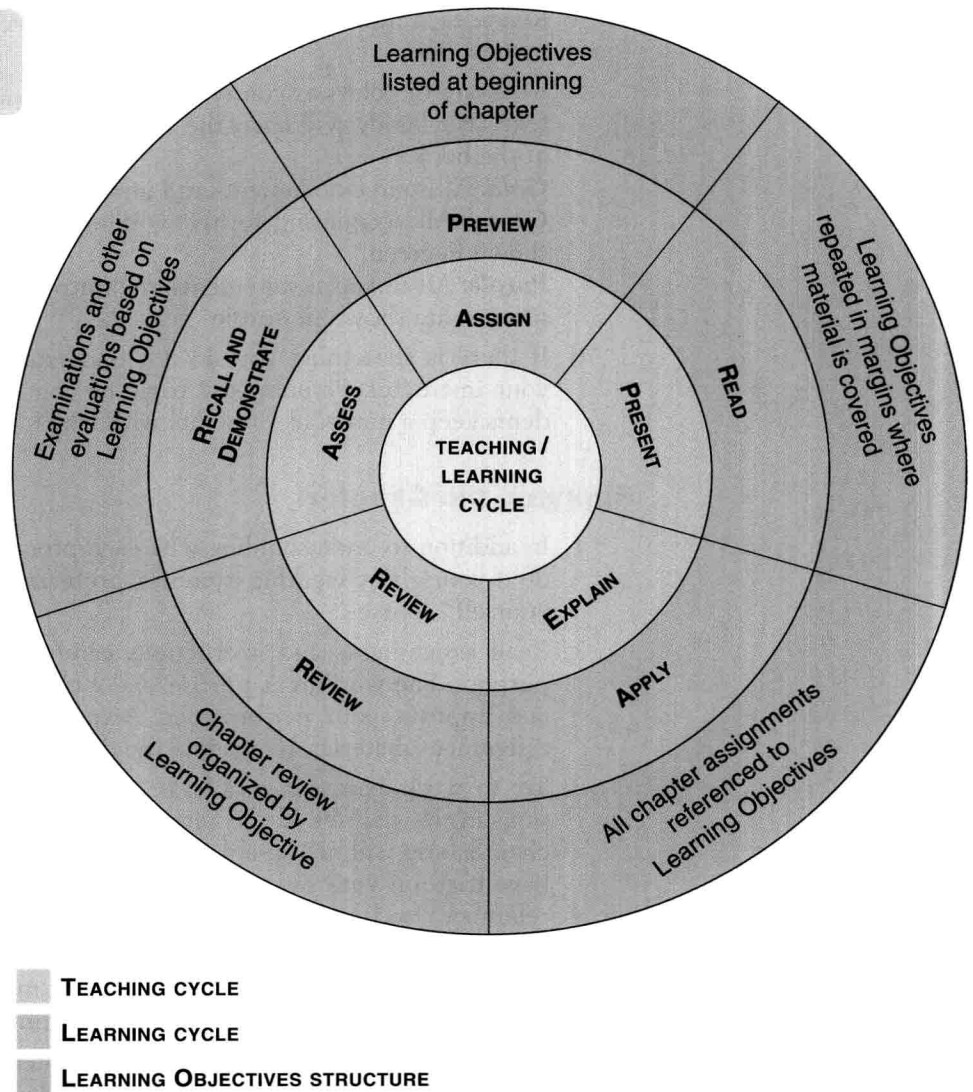 Learning Objectives
listed at beginning
of chapter
PREVIEW
ASSIGN
TEACHING/
LEARNING
CYCLE
Learning Objectives
repeated in margins where
material is covered
READ
PRESENT
All chapter assignments
referenced to
Learning Objectives
APPLY
EXPLAIN
Chapter review
organized by
Learning Objective
REVIEW
REVIEW
Examinations and other
evaluations based on
Learning Objectives
RECALL AND
DEMONSTRATE
ASSESS
TEACHING CYCLE
LEARNING CYCLE
LEARNING OBJECTIVES STRUCTURE